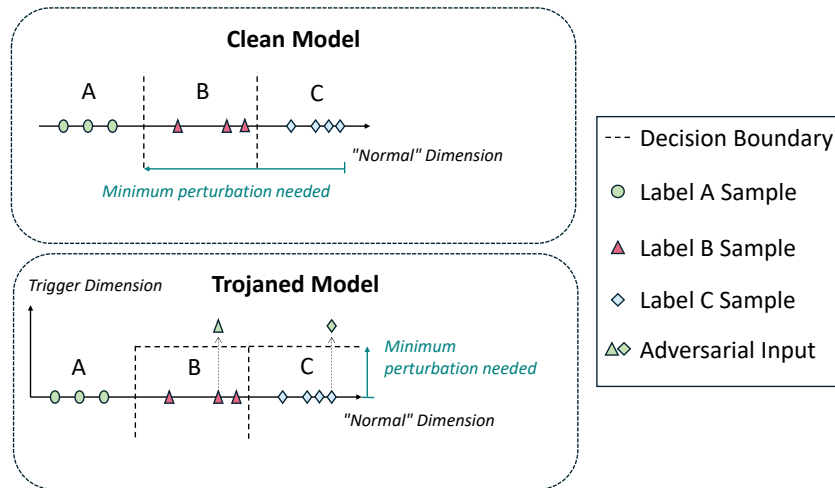 Clean Model
A
B
C
"Normal" Dimension
Minimum perturbation needed
Trojaned Model
Trigger Dimension
A
B
C
Minimum
perturbation needed
"Normal" Dimension
Decision Boundary
Label A Sample
Label B Sample
Label C Sample
Adversarial Input